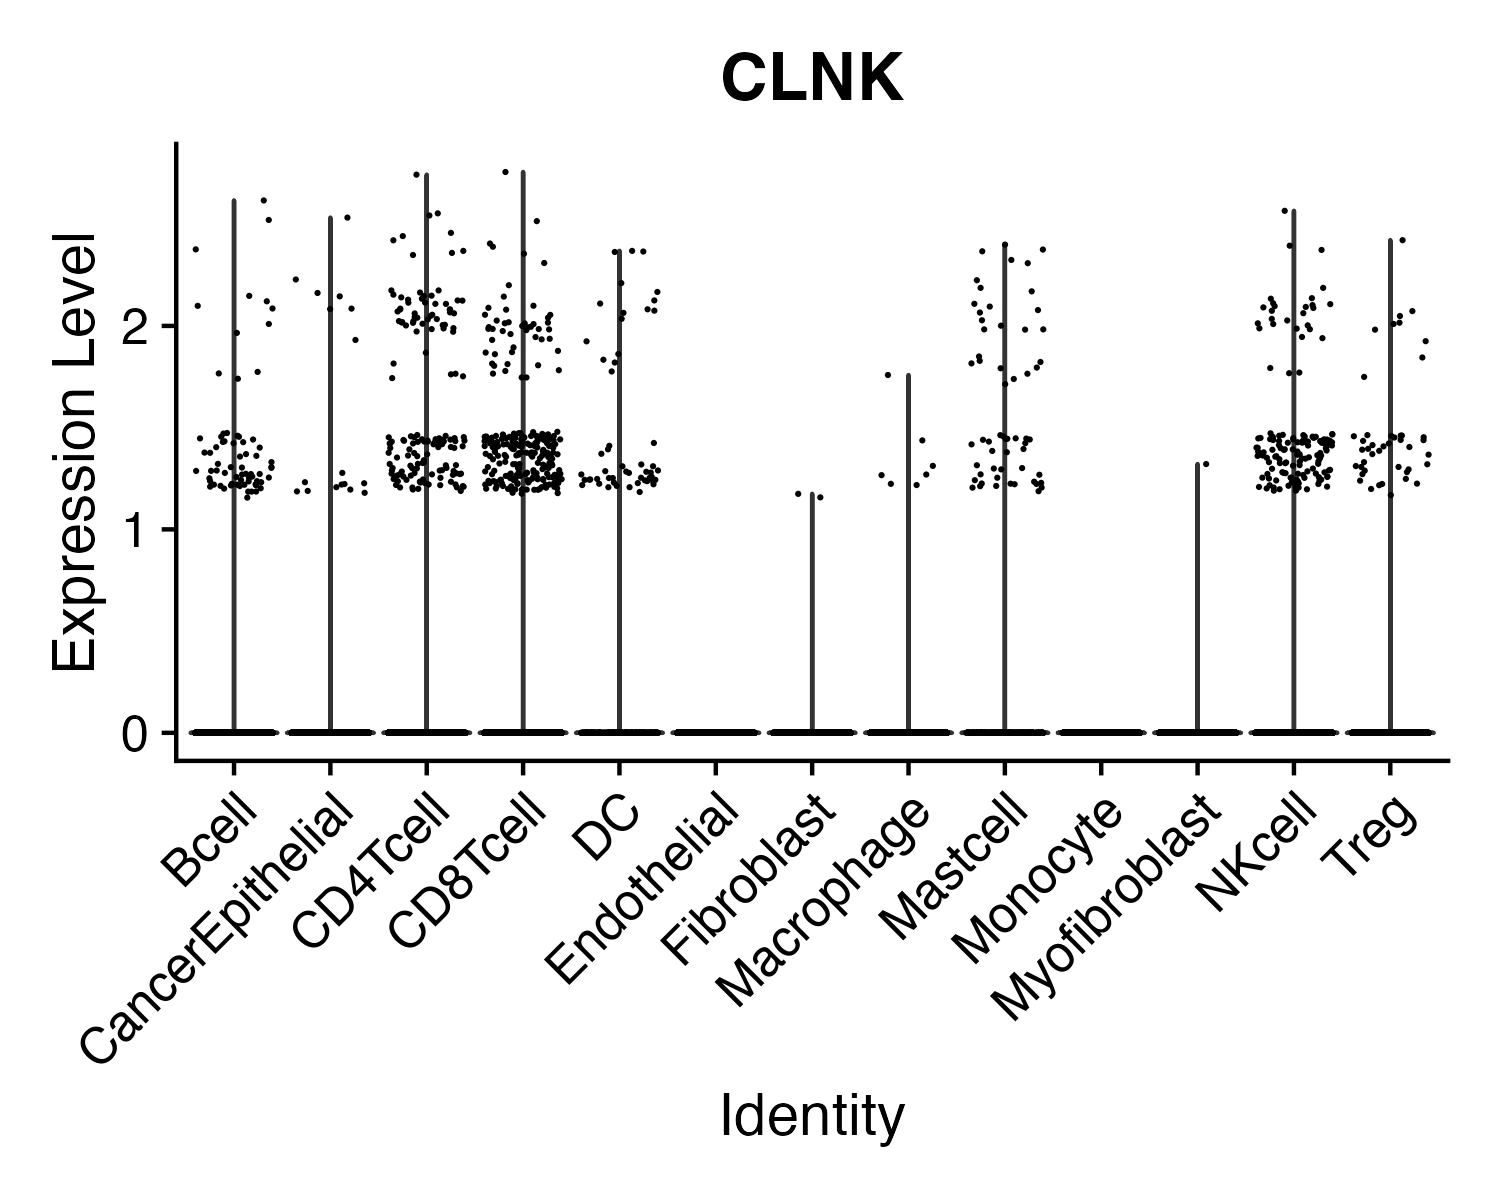 CLNK
Expression Level
2
1
0
Bcell
CancerEpithelial
CD4Tcell
CD8Tcell
DC
Endothelial
Fibroblast
Macrophage
Mastcell
Monocyte
Myofibroblast
NKcell
Treg
Identity